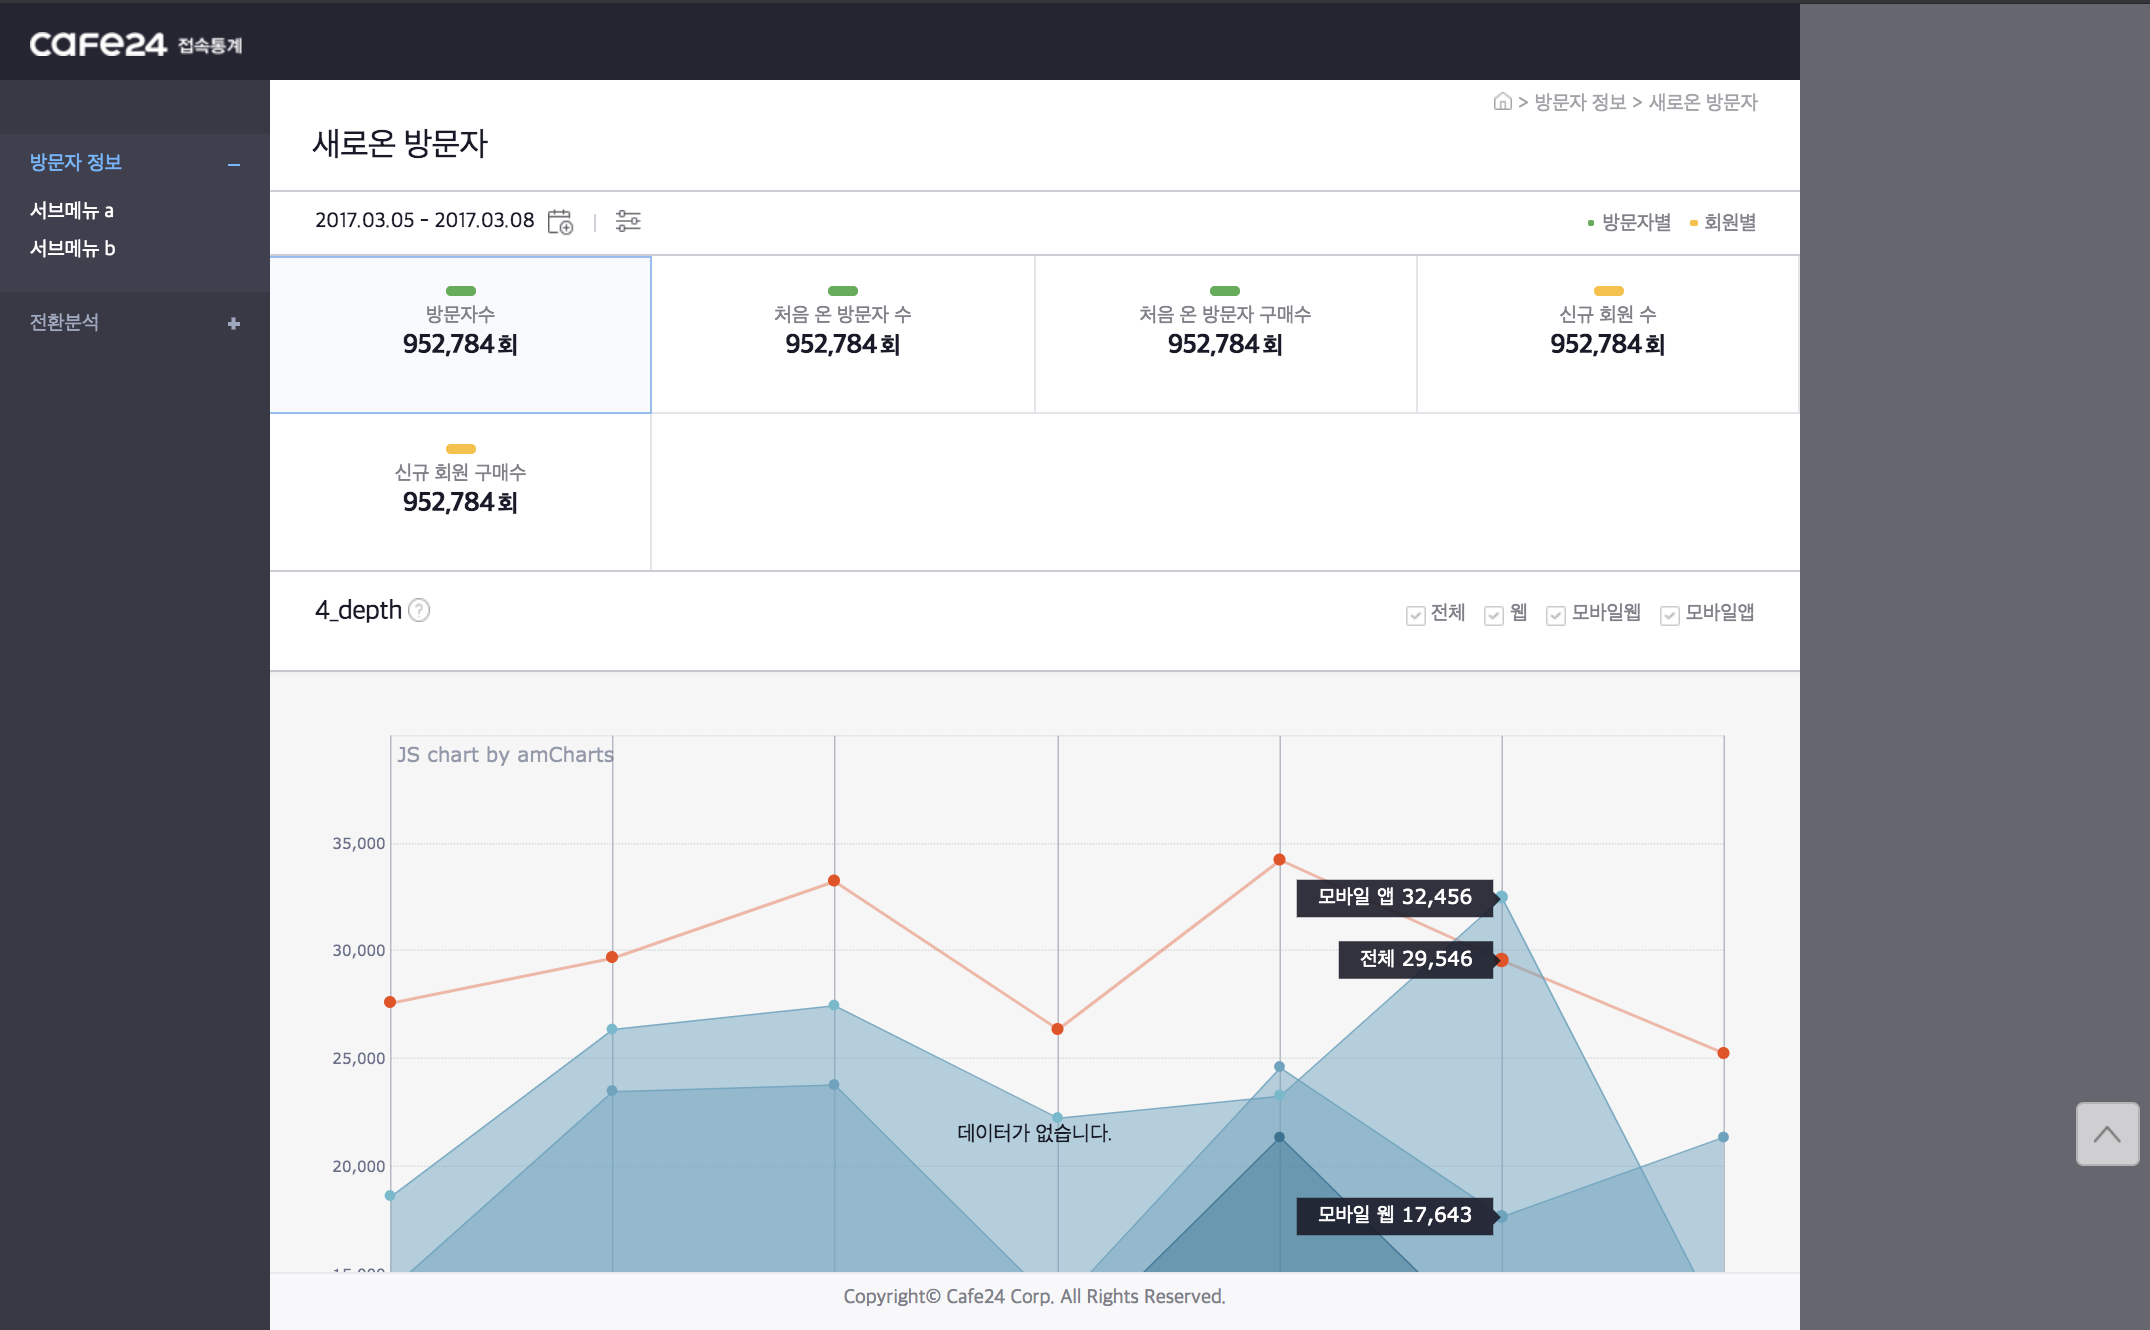 cafe24 접속통계
> 방문자 정보 > 새로온 방문자
새로온 방문자
방문자 정보
서브메뉴 a
서브메뉴 b
전환분석
2017.03.05 - 2017.03.08
방문자별 회원별
방문자수
952,784회
처음 온 방문자 수
952,784회
처음 온 방문자 구매수
952,784회
신규 회원 수
952,784회
신규 회원 구매수
952,784회
4_depth ?
전체 웹 모바일웹 모바일앱
JS chart by amCharts
35,000
모바일 앱 32,456
30,000
전체 29,546
25,000
데이터가 없습니다.
20,000
모바일 웹 17,643
15,000
Copyright© Cafe24 Corp. All Rights Reserved.